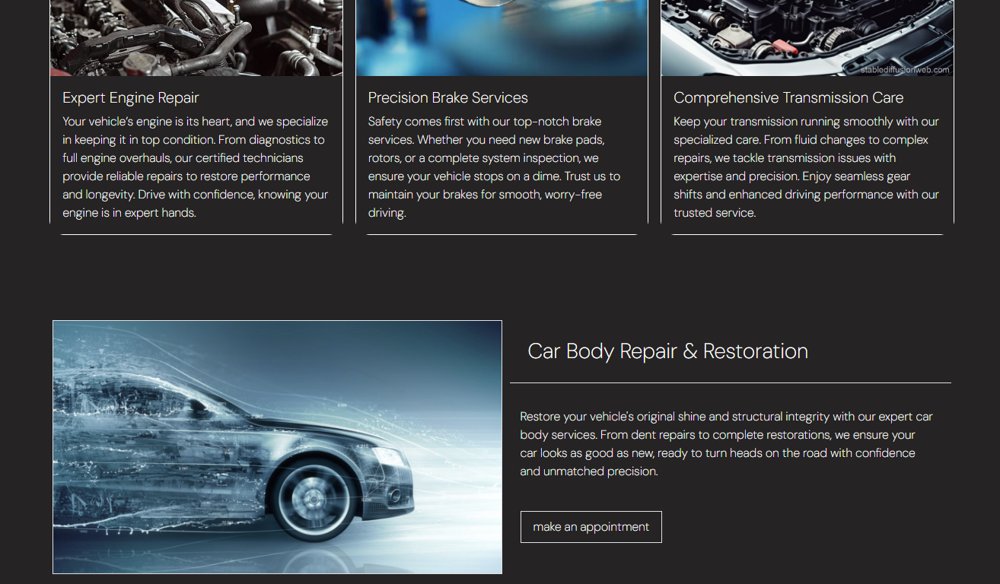 stablediffusionweb.com
Expert Engine Repair
Your vehicle’s engine is its heart, and we specialize
in keeping it in top condition. From diagnostics to
full engine overhauls, our certified technicians
provide reliable repairs to restore performance
and longevity. Drive with confidence, knowing your
engine is in expert hands.
Precision Brake Services
Safety comes first with our top-notch brake
services. Whether you need new brake pads,
rotors, or a complete system inspection, we
ensure your vehicle stops on a dime. Trust us to
maintain your brakes for smooth, worry-free
driving.
Comprehensive Transmission Care
Keep your transmission running smoothly with our
specialized care. From fluid changes to complex
repairs, we tackle transmission issues with
expertise and precision. Enjoy seamless gear
shifts and enhanced driving performance with our
trusted service.
Car Body Repair & Restoration
Restore your vehicle's original shine and structural integrity with our expert car
body services. From dent repairs to complete restorations, we ensure your
car looks as good as new, ready to turn heads on the road with confidence
and unmatched precision.
make an appointment